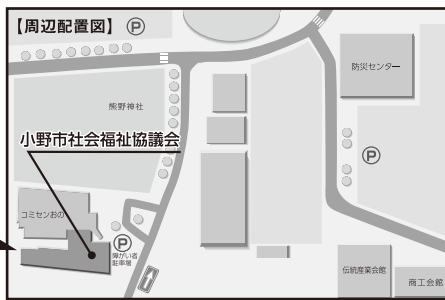 【周辺配置図】 P
防災センター
熊野神社
小野市社会福祉協議会
P
コミセンおの
P
障がい者
駐車場
伝統産業会館
商工会館